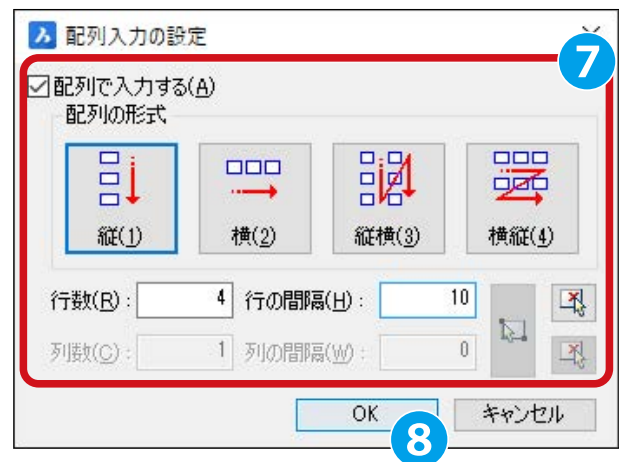 配列入力の設定
7
配列で入力する(A)
配列の形式
縦(1) 横(2) 縦横(3) 横縦(4)
行数(R): 4 行の間隔(H): 10
列数(C): 1 列の間隔(W): 0
OK キャンセル
8